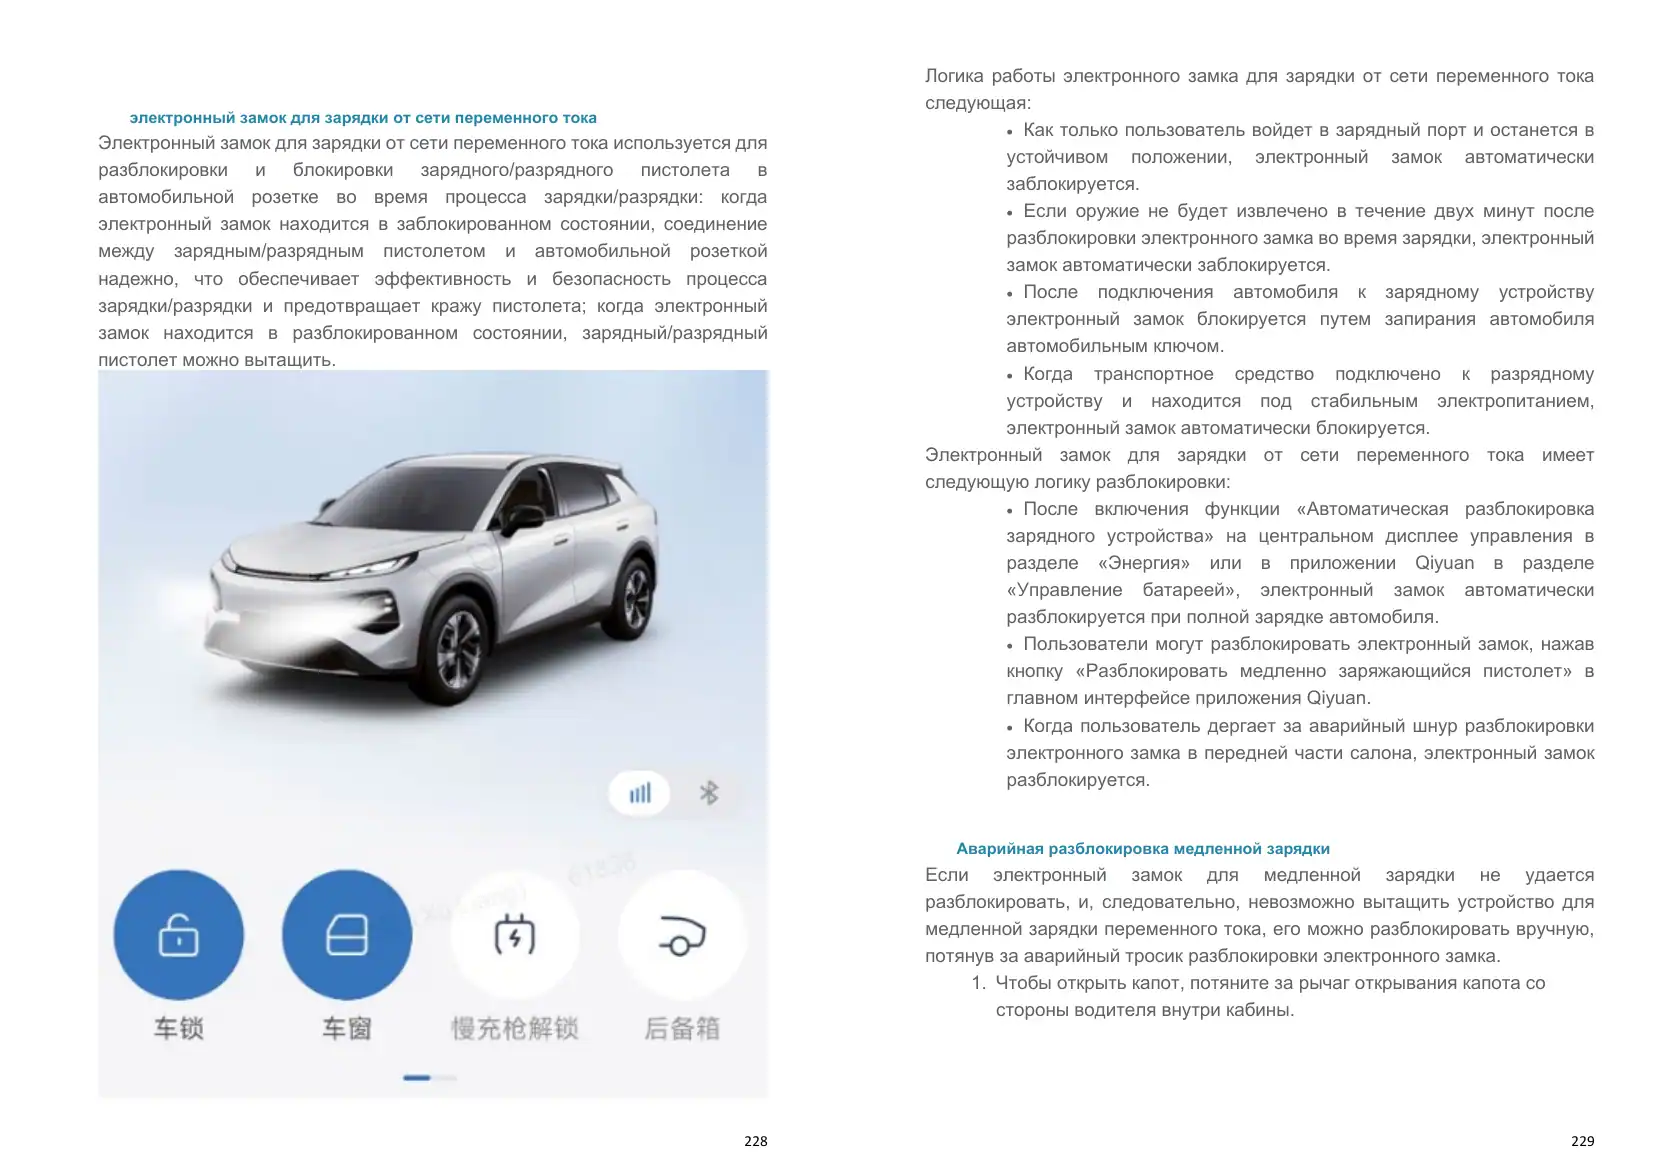 электронный замок для зарядки от сети переменного тока
Электронный замок для зарядки от сети переменного тока используется для
разблокировки и блокировки зарядного/разрядного пистолета в
автомобильной розетке во время процесса зарядки/разрядки: когда
электронный замок находится в заблокированном состоянии, соединение
между зарядным/разрядным пистолетом и автомобильной розеткой
надежно, что обеспечивает эффективность и безопасность процесса
зарядки/разрядки и предотвращает кражу пистолета; когда электронный
замок находится в разблокированном состоянии, зарядный/разрядный
пистолет можно вытащить.
车锁
车窗
慢充枪解锁
后备箱
228
Логика работы электронного замка для зарядки от сети переменного тока
следующая:
• Как только пользователь войдет в зарядный порт и останется в
устойчивом положении, электронный замок автоматически
заблокируется.
• Если оружие не будет извлечено в течение двух минут после
разблокировки электронного замка во время зарядки, электронный
замок автоматически заблокируется.
• После подключения автомобиля к зарядному устройству
электронный замок блокируется путем запирания автомобиля
автомобильным ключом.
• Когда транспортное средство подключено к разрядному
устройству и находится под стабильным электропитанием,
электронный замок автоматически блокируется.
Электронный замок для зарядки от сети переменного тока имеет
следующую логику разблокировки:
• После включения функции «Автоматическая разблокировка
зарядного устройства» на центральном дисплее управления в
разделе «Энергия» или в приложении Qiyuan в разделе
«Управление батареей», электронный замок автоматически
разблокируется при полной зарядке автомобиля.
• Пользователи могут разблокировать электронный замок, нажав
кнопку «Разблокировать медленно заряжающийся пистолет» в
главном интерфейсе приложения Qiyuan.
• Когда пользователь дергает за аварийный шнур разблокировки
электронного замка в передней части салона, электронный замок
разблокируется.
Аварийная разблокировка медленной зарядки
Если электронный замок для медленной зарядки не удается
разблокировать, и, следовательно, невозможно вытащить устройство для
медленной зарядки переменного тока, его можно разблокировать вручную,
потянув за аварийный тросик разблокировки электронного замка.
1. Чтобы открыть капот, потяните за рычаг открывания капота со
стороны водителя внутри кабины.
229